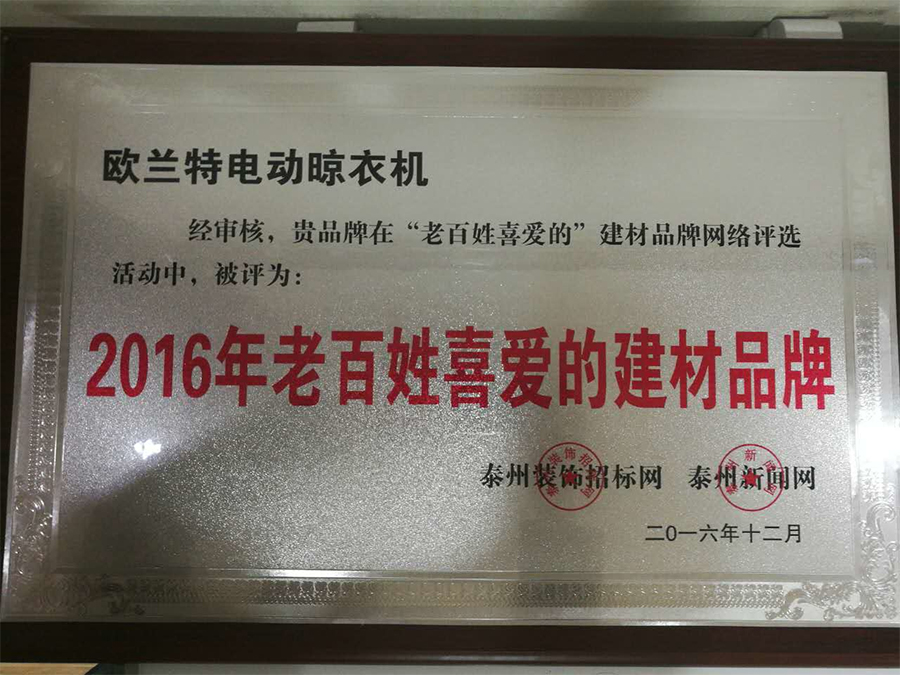 欧兰特电动晾衣机
经审核，贵品牌在“老百姓喜爱的”建材品牌网络评选
活动中，被评为：
2016年老百姓喜爱的建材品牌
泰州装饰招标网 泰州新闻网
二〇一六年十二月